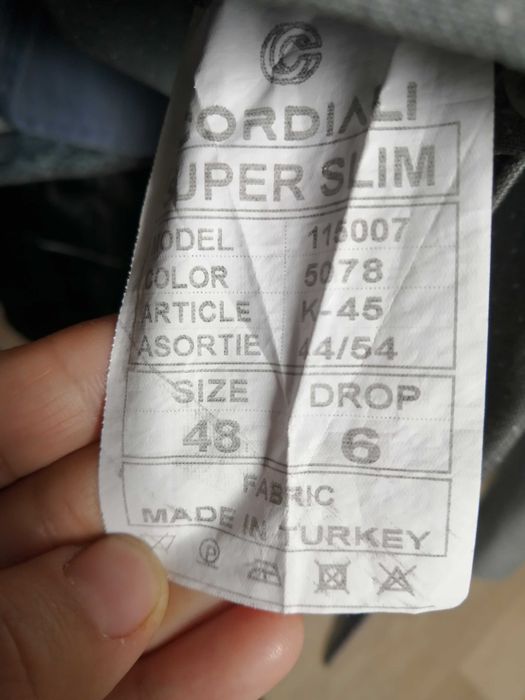 CORDIALI
SUPER SLIM
MODEL 115007
COLOR 5078
ARTICLE K-45
ASORTIE 44/54
SIZE DROP
48 6
FABRIC
MADE IN TURKEY
P